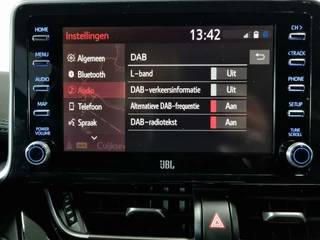 HOME
MENU
AUDIO
MAP
POWER
VOLUME
Instellingen
13:42
Algemeen
Bluetooth
Audio
Telefoon
Spraak
DAB
L-band
Uit
DAB-verkeersinformatie
Uit
Alternatieve DAB-frequentie
Aan
DAB-radiotekst
Aan
Cuijkse
CH >
< TRACK
PHONE
SETUP
TUNE
SCROLL
JBL